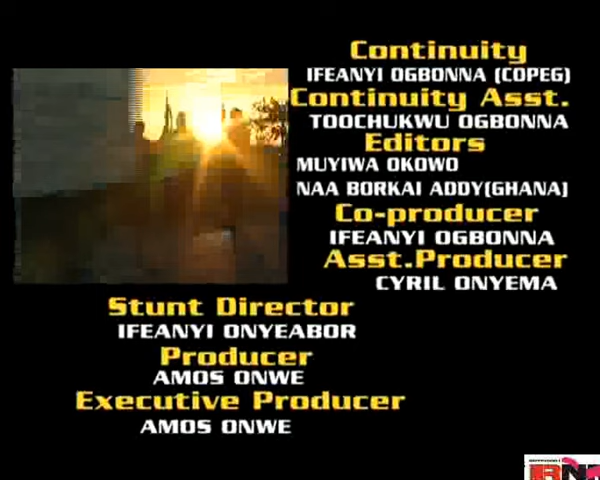 Continuity
IFEANYI OGBONNA (COPEG)
Continuity Asst.
TOOCHUKWU OGBONNA
Editors
MUYIWA OKOWO
NAA BORKAI ADDY(GHANA)
Co-producer
IFEANYI OGBONNA
Asst.Producer
CYRIL ONYEMA
Stunt Director
IFEANYI ONYEABOR
Producer
AMOS ONWE
Executive Producer
AMOS ONWE